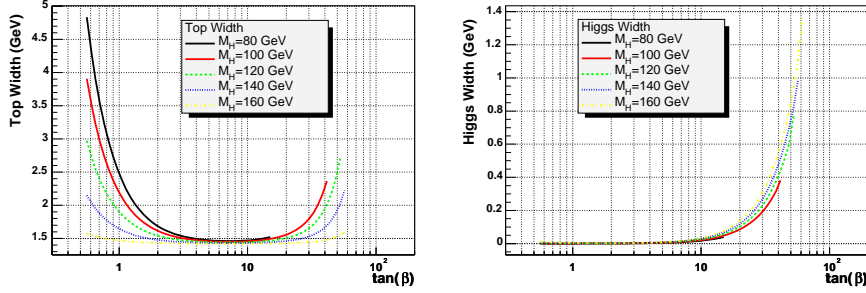 Top Width (GeV)
5
4.5
4
3.5
3
2.5
2
1.5
1
10
10²
tan(β)
Top Width
M_H=80 GeV
M_H=100 GeV
M_H=120 GeV
M_H=140 GeV
M_H=160 GeV
Higgs Width (GeV)
1.4
1.2
1
0.8
0.6
0.4
0.2
0
1
10
10²
tan(β)
Higgs Width
M_H=80 GeV
M_H=100 GeV
M_H=120 GeV
M_H=140 GeV
M_H=160 GeV